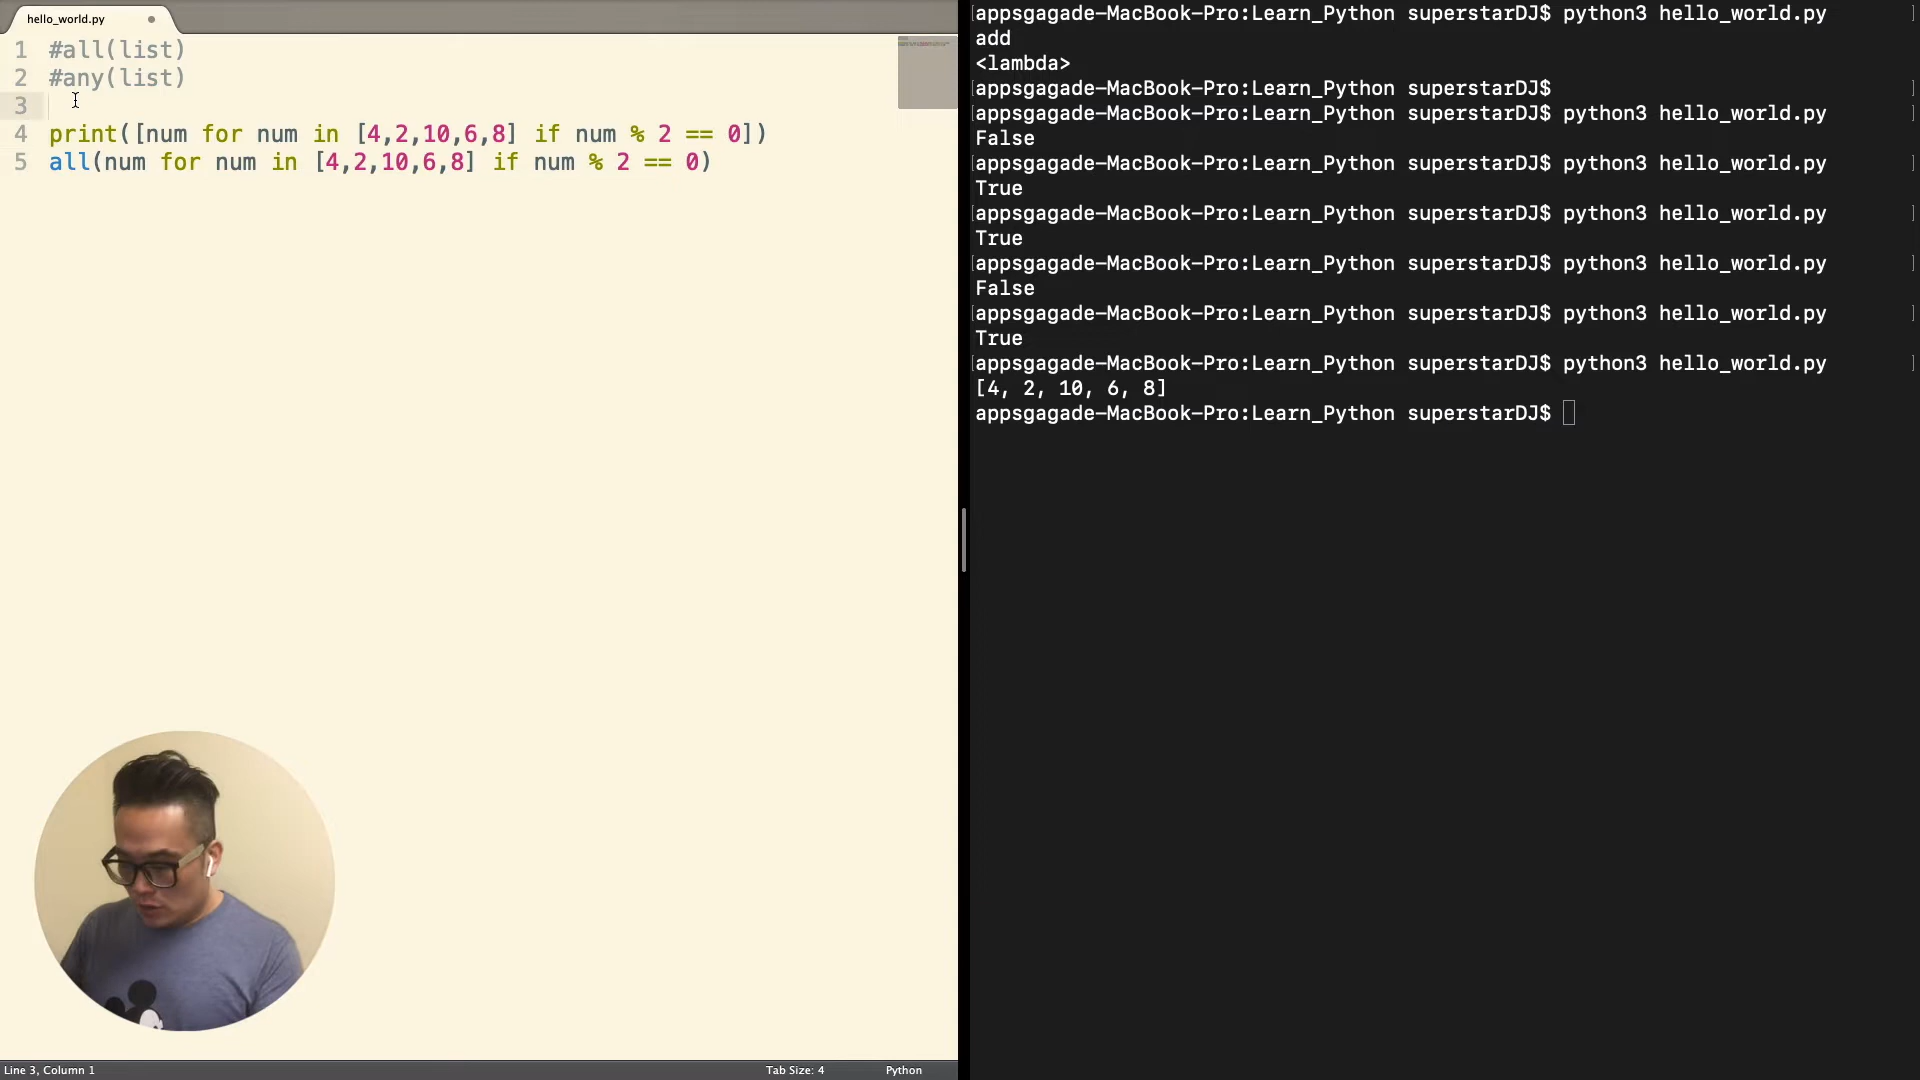 hello_world.py
1 #all(list)
2 #any(list)
3
4 print([num for num in [4,2,10,6,8] if num % 2 == 0])
5 all(num for num in [4,2,10,6,8] if num % 2 == 0)
Line 3, Column 1
Tab Size: 4
Python
[appsgagade-MacBook-Pro:Learn_Python superstarDJ$ python3 hello_world.py ]
add
<lambda>
[appsgagade-MacBook-Pro:Learn_Python superstarDJ$ ]
[appsgagade-MacBook-Pro:Learn_Python superstarDJ$ python3 hello_world.py ]
False
[appsgagade-MacBook-Pro:Learn_Python superstarDJ$ python3 hello_world.py ]
True
[appsgagade-MacBook-Pro:Learn_Python superstarDJ$ python3 hello_world.py ]
True
[appsgagade-MacBook-Pro:Learn_Python superstarDJ$ python3 hello_world.py ]
False
[appsgagade-MacBook-Pro:Learn_Python superstarDJ$ python3 hello_world.py ]
True
[appsgagade-MacBook-Pro:Learn_Python superstarDJ$ python3 hello_world.py ]
[4, 2, 10, 6, 8]
appsgagade-MacBook-Pro:Learn_Python superstarDJ$